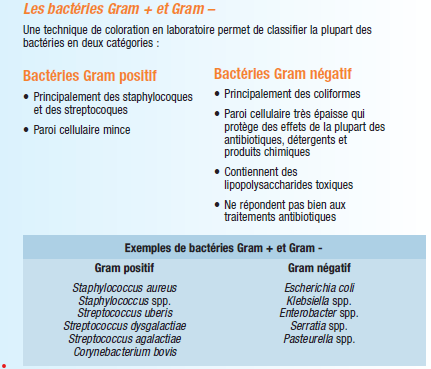 Les bactéries Gram + et Gram –
Une technique de coloration en laboratoire permet de classifier la plupart des
bactéries en deux catégories :
Bactéries Gram positif
• Principalement des staphylocoques
et des streptocoques
• Paroi cellulaire mince
Bactéries Gram négatif
• Principalement des coliformes
• Paroi cellulaire très épaisse qui
protège des effets de la plupart des
antibiotiques, détergents et
produits chimiques
• Contiennent des
lipopolysaccharides toxiques
• Ne répondent pas bien aux
traitements antibiotiques
Exemples de bactéries Gram + et Gram -
Gram positif
Staphylococcus aureus
Staphylococcus spp.
Streptococcus uberis
Streptococcus dysgalactiae
Streptococcus agalactiae
Corynebacterium bovis
Gram négatif
Escherichia coli
Klebsiella spp.
Enterobacter spp.
Serratia spp.
Pasteurella spp.